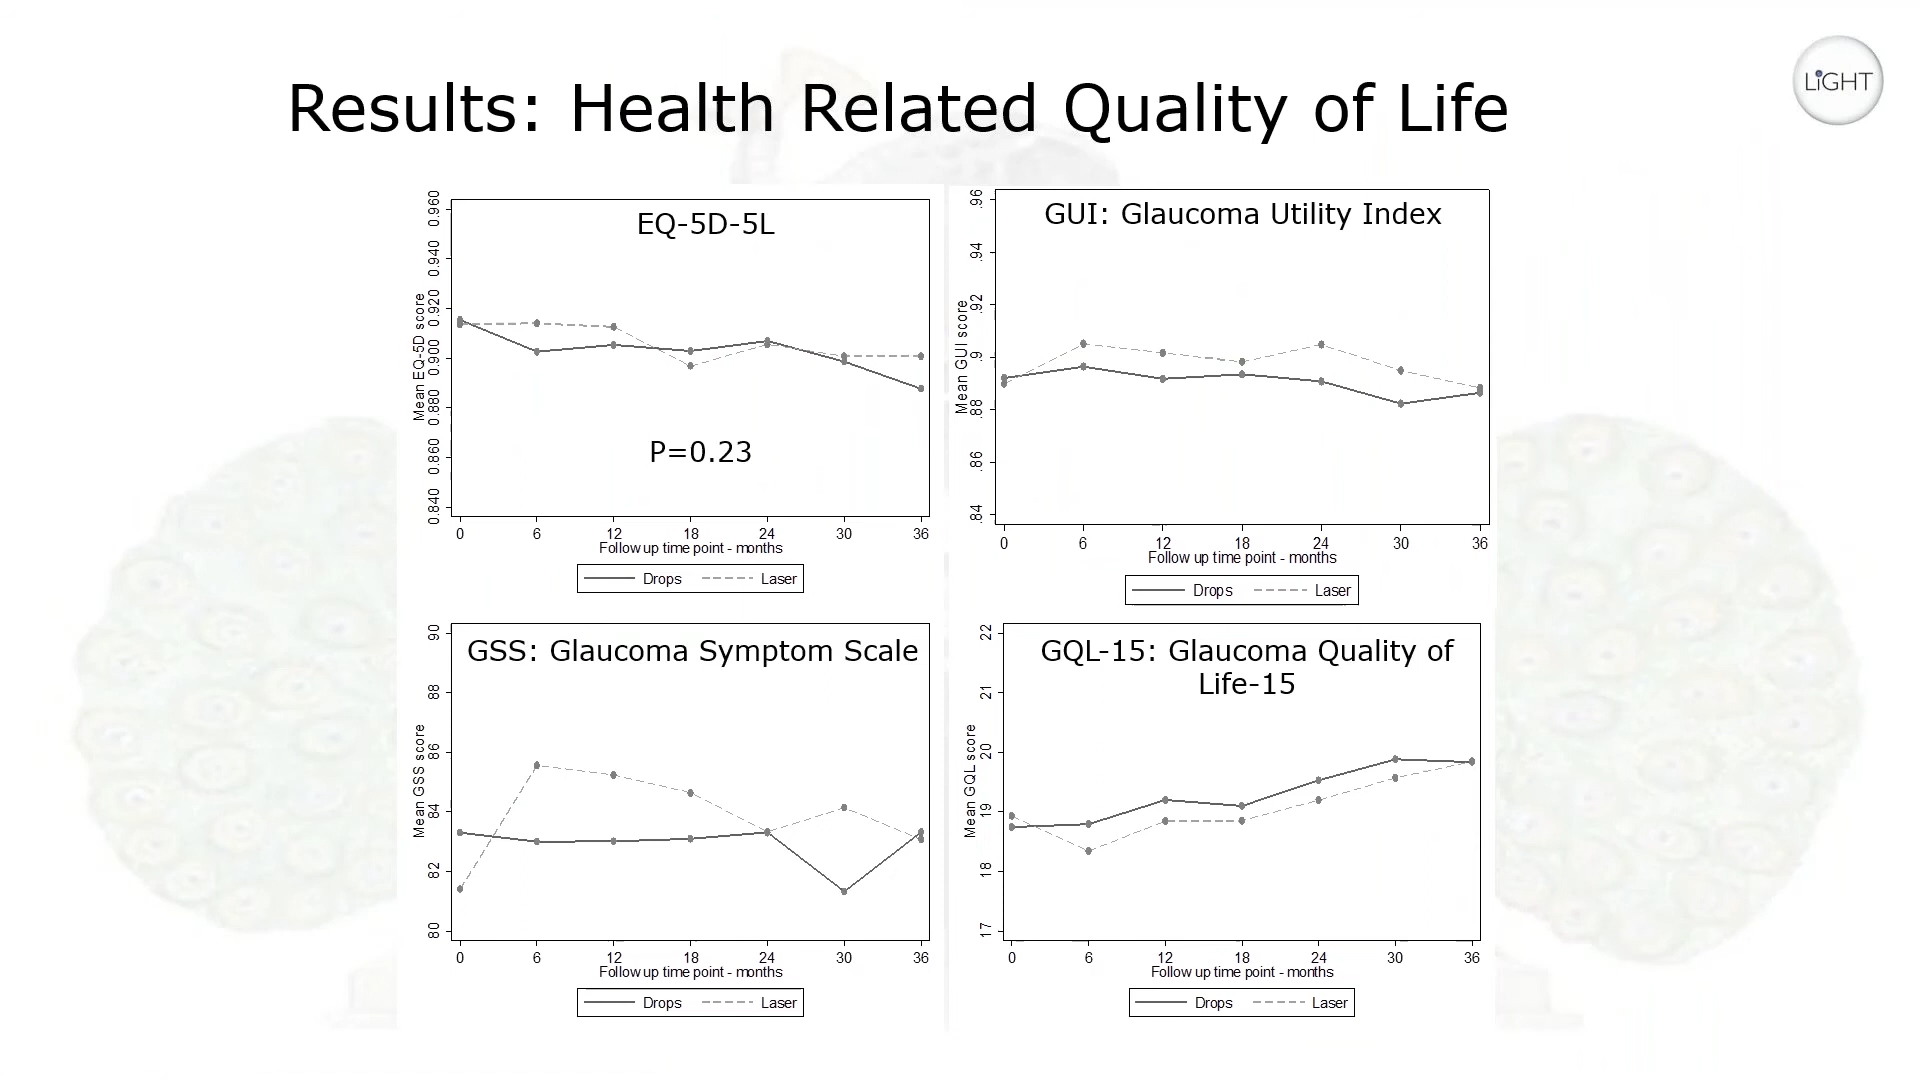 LiGHT
Results: Health Related Quality of Life
EQ-5D-5L
Mean EQ-5D score
0.960
0.940
0.920
0.900
0.880
0.860
0.840
P=0.23
0 6 12 18 24 30 36
Follow up time point - months
Drops Laser
GUI: Glaucoma Utility Index
Mean GUI score
.96
.94
.92
.9
.88
.86
.84
0 6 12 18 24 30 36
Follow up time point - months
Drops Laser
GSS: Glaucoma Symptom Scale
Mean GSS score
90
88
86
84
82
80
0 6 12 18 24 30 36
Follow up time point - months
Drops Laser
GQL-15: Glaucoma Quality of
Life-15
Mean GQL score
22
21
20
19
18
17
0 6 12 18 24 30 36
Follow up time point - months
Drops Laser